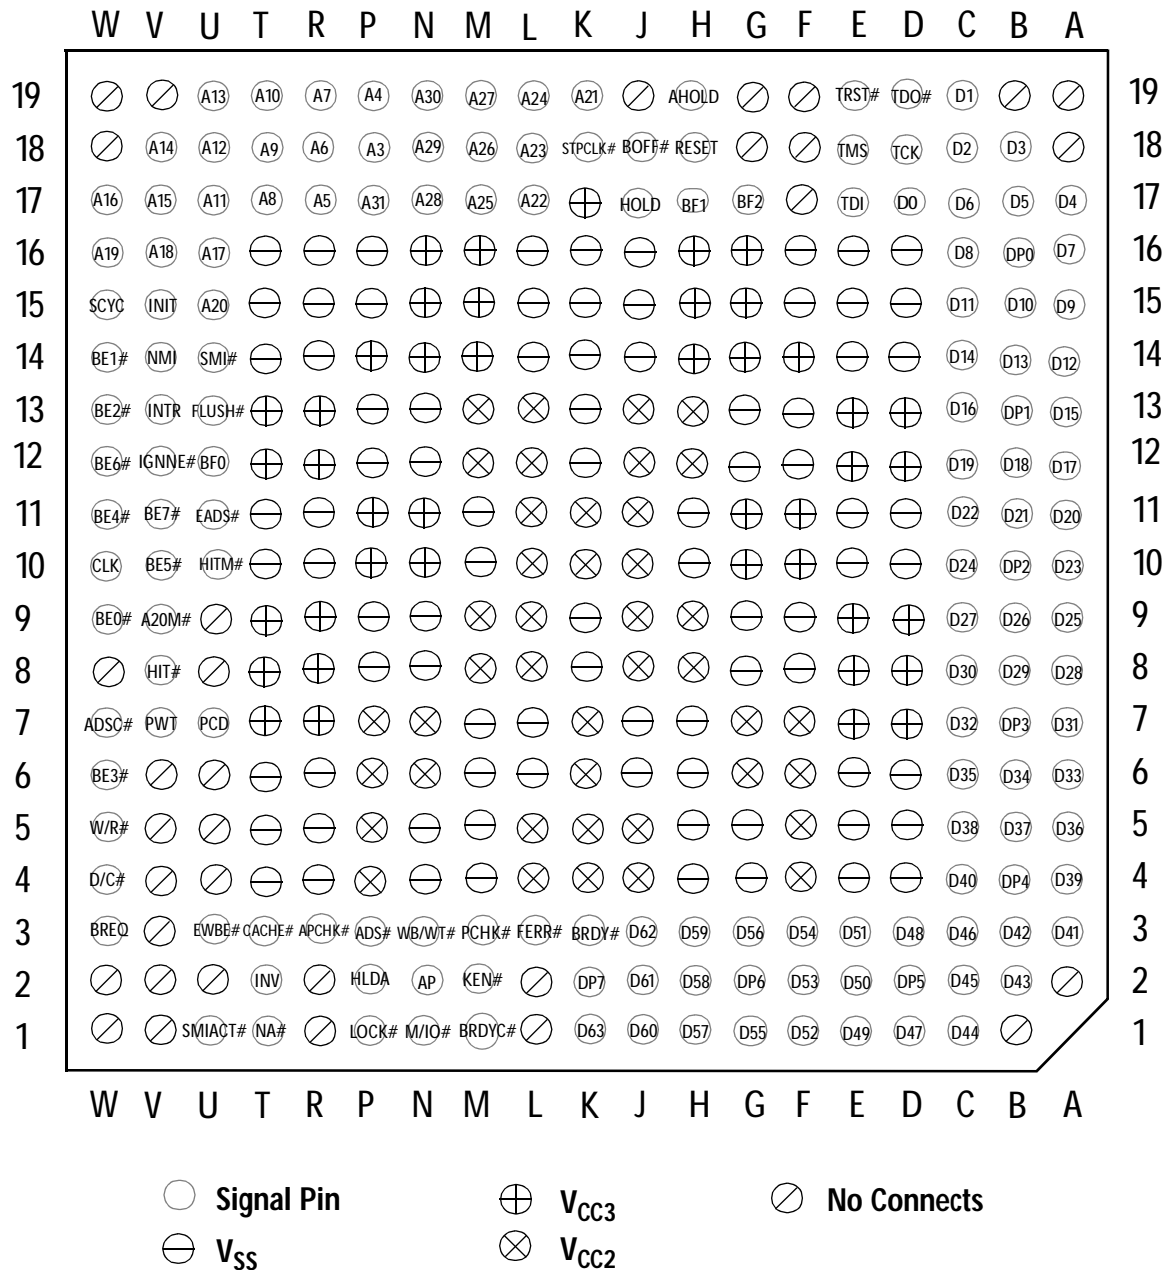 W V U T R P N M L K J H G F E D C B A
19 A13 A10 A7 A4 A30 A27 A24 A21 AHOLD TRST# TDO# D1 19
18 A14 A12 A9 A6 A3 A29 A26 A23 STPCLK# BOFF# RESET TMS TCK D2 D3 18
17 A16 A15 A11 A8 A5 A31 A28 A25 A22 HOLD BF1 BF2 TDI D0 D6 D5 D4 17
16 A19 A18 A17 D8 DP0 D7 16
15 SCYC INIT A20 D11 D10 D9 15
14 BE1# NMI SMI# D14 D13 D12 14
13 BE2# INTR FLUSH# D16 DP1 D15 13
12 BE6# IGNNE# BF0 D19 D18 D17 12
11 BE4# BE7# EADS# D22 D21 D20 11
10 CLK BE5# HITM# D24 DP2 D23 10
9 BE0# A20M# D27 D26 D25 9
8 HIT# D30 D29 D28 8
7 ADSC# PWT PCD D32 DP3 D31 7
6 BE3# D35 D34 D33 6
5 W/R# D38 D37 D36 5
4 D/C# D40 DP4 D39 4
3 BREQ EWBE# CACHE# APCHK# ADS# WB/WT# PCHK# FERR# BRDY# D62 D59 D56 D54 D51 D48 D46 D42 D41 3
2 INV HLDA AP KEN# DP7 D61 D58 DP6 D53 D50 DP5 D45 D43 2
1 SMIACT# NA# LOCK# M/IO# BRDYC# D63 D60 D57 D55 D52 D49 D47 D44 1
W V U T R P N M L K J H G F E D C B A
Signal Pin VCC3 No Connects
VSS VCC2